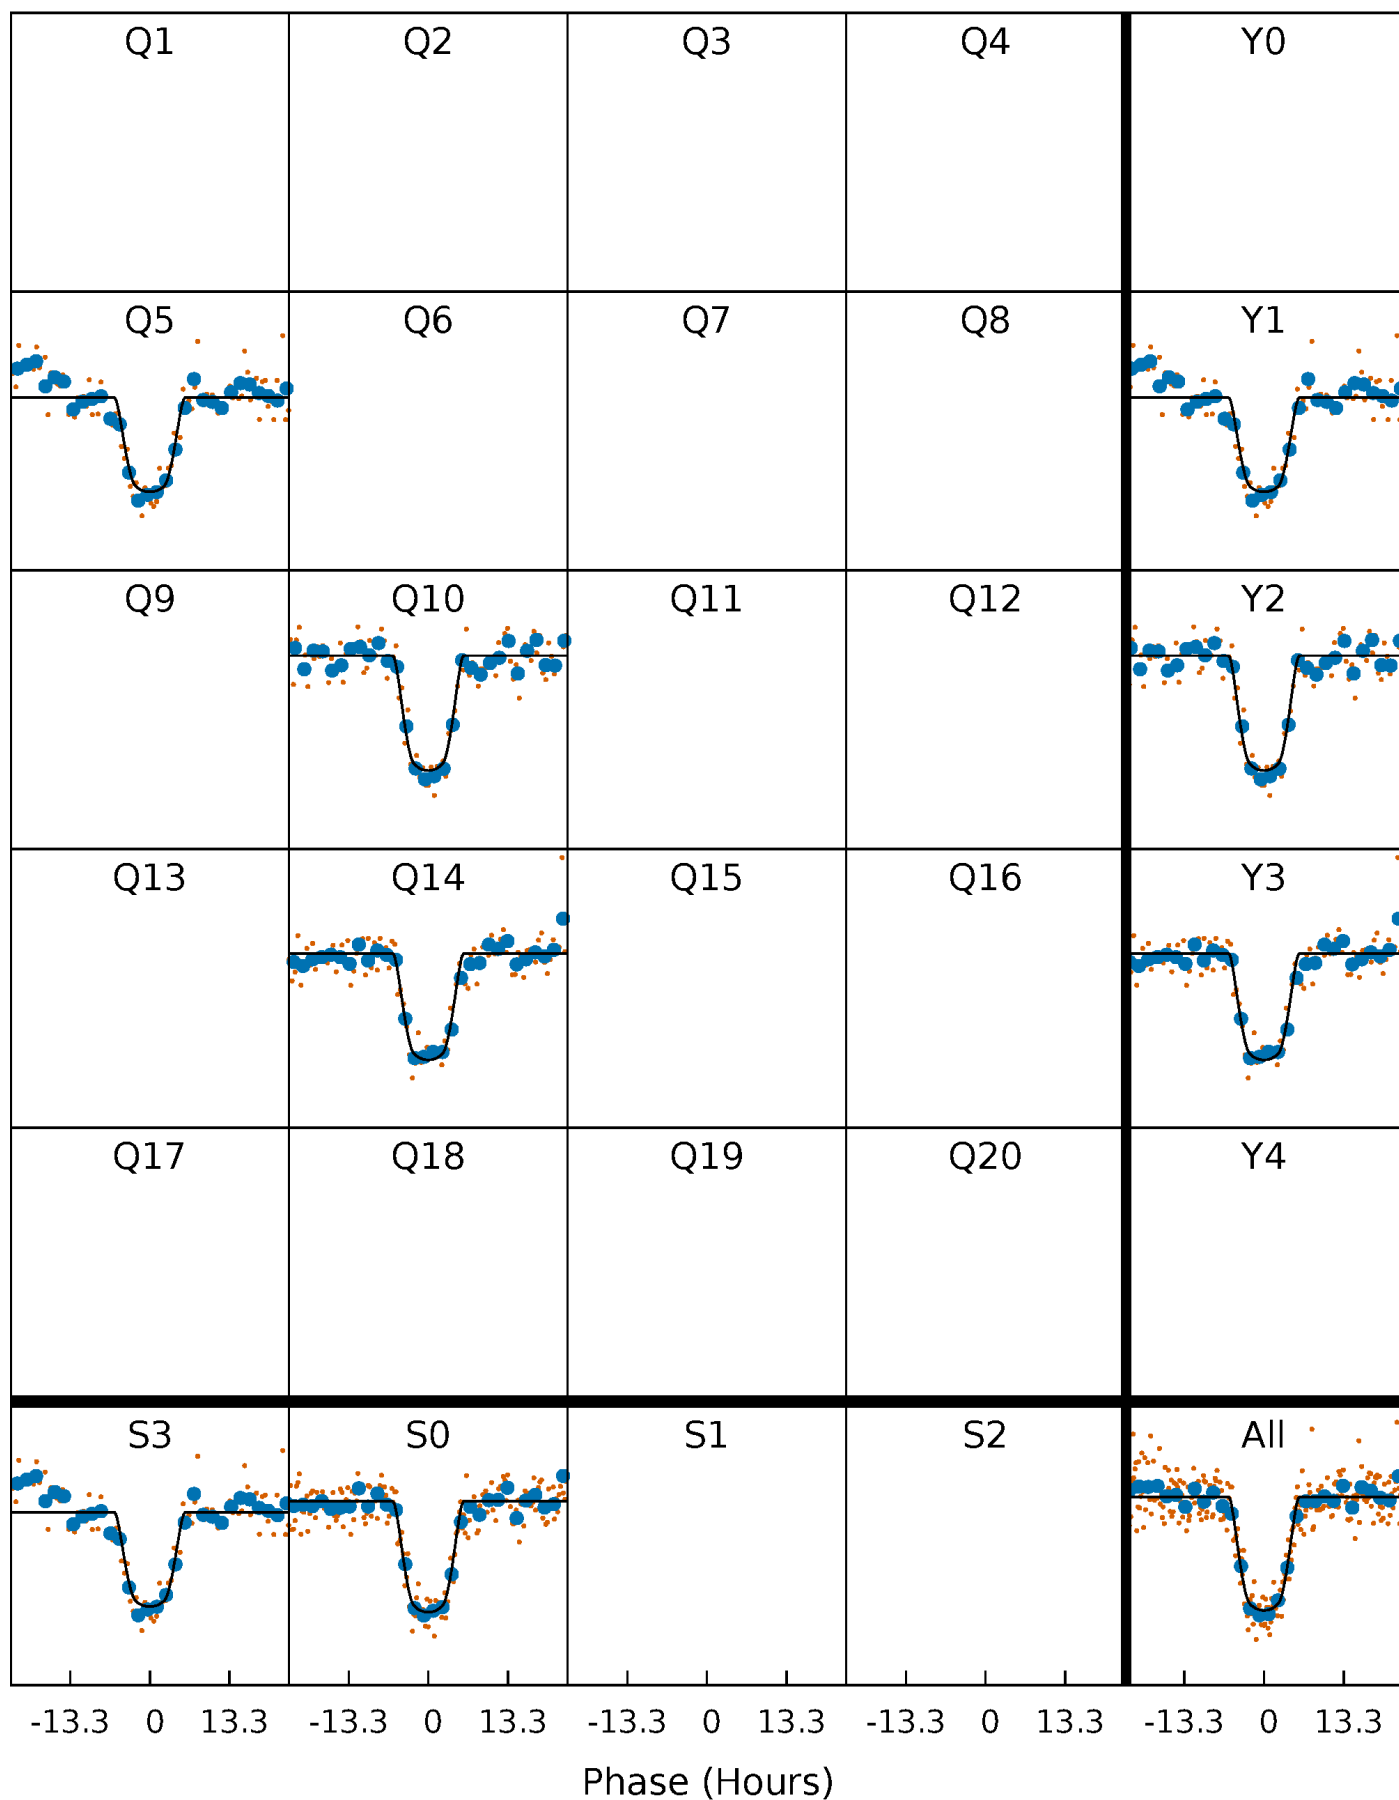 Q1 Q2 Q3 Q4 Y0
Q5 Q6 Q7 Q8 Y1
Q9 Q10 Q11 Q12 Y2
Q13 Q14 Q15 Q16 Y3
Q17 Q18 Q19 Q20 Y4
S3 S0 S1 S2 All
-13.3 0 13.3 -13.3 0 13.3 -13.3 0 13.3 -13.3 0 13.3 -13.3 0 13.3
Phase (Hours)